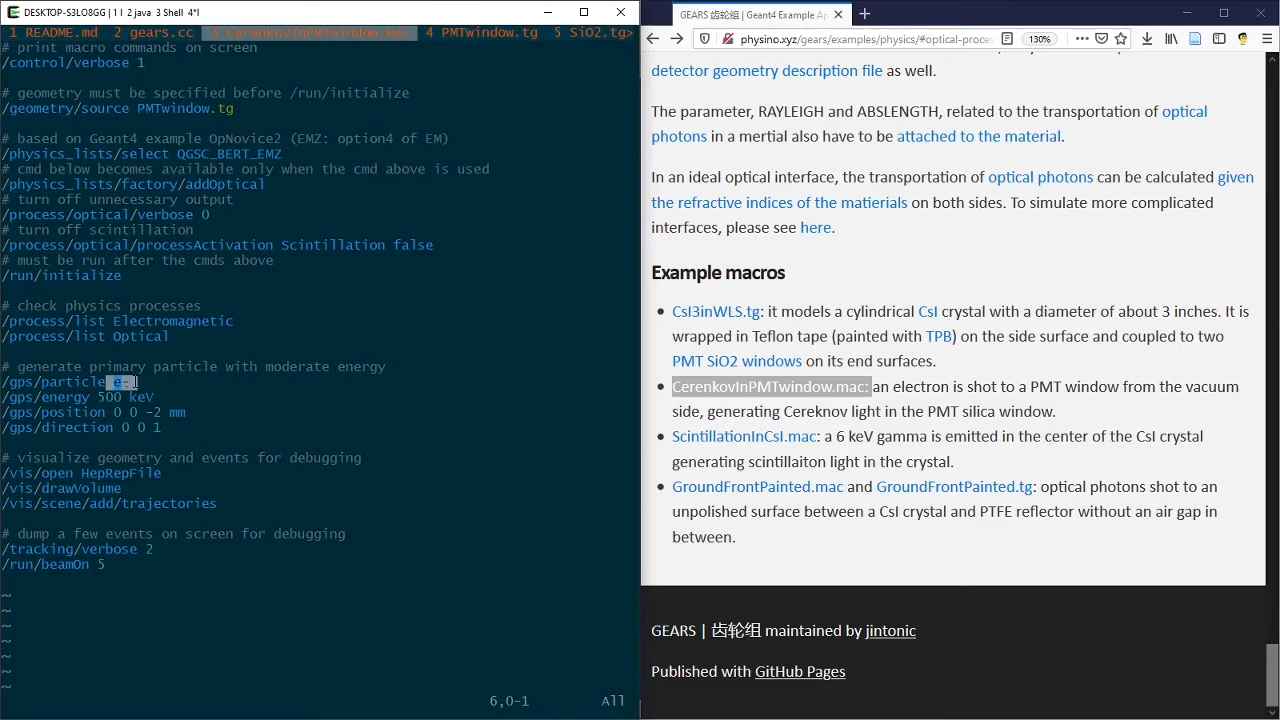 DESKTOP-S3LO8GG | 1 l  2 java  3 Shell  4*l
1 README.md  2 gears.cc  3 CerenkovInPMTwindow.mac  4 PMTwindow.tg  5 SiO2.tg>
# print macro commands on screen
/control/verbose 1
# geometry must be specified before /run/initialize
/geometry/source PMTwindow.tg
# based on Geant4 example OpNovice2 (EMZ: option4 of EM)
/physics_lists/select QGSC_BERT_EMZ
# cmd below becomes available only when the cmd above is used
/physics_lists/factory/addOptical
# turn off unnecessary output
/process/optical/verbose 0
# turn off scintillation
/process/optical/processActivation Scintillation false
# must be run after the cmds above
/run/initialize
# check physics processes
/process/list Electromagnetic
/process/list Optical
# generate primary particle with moderate energy
/gps/particle e-
/gps/energy 500 keV
/gps/position 0 0 -2 mm
/gps/direction 0 0 1
# visualize geometry and events for debugging
/vis/open HepRepFile
/vis/drawVolume
/vis/scene/add/trajectories
# dump a few events on screen for debugging
/tracking/verbose 2
/run/beamOn 5
~
~
~
~
~
~
~
6,0-1 All
GEARS 齿轮组 | Geant4 Example Ap
physino.xyz/gears/examples/physics/#optical-proces
130%
detector geometry description file as well.
The parameter, RAYLEIGH and ABSLENGTH, related to the transportation of optical
photons in a mertial also have to be attached to the material.
In an ideal optical interface, the transportation of optical photons can be calculated given
the refractive indices of the matierials on both sides. To simulate more complicated
interfaces, please see here.
Example macros
• CsI3inWLS.tg: it models a cylindrical CsI crystal with a diameter of about 3 inches. It is
wrapped in Teflon tape (painted with TPB) on the side surface and coupled to two
PMT SiO2 windows on its end surfaces.
• CerenkovInPMTwindow.mac: an electron is shot to a PMT window from the vacuum
side, generating Cereknov light in the PMT silica window.
• ScintillationInCsI.mac: a 6 keV gamma is emitted in the center of the CsI crystal
generating scintillaiton light in the crystal.
• GroundFrontPainted.mac and GroundFrontPainted.tg: optical photons shot to an
unpolished surface between a CsI crystal and PTFE reflector without an air gap in
between.
GEARS | 齿轮组 maintained by jintonic
Published with GitHub Pages